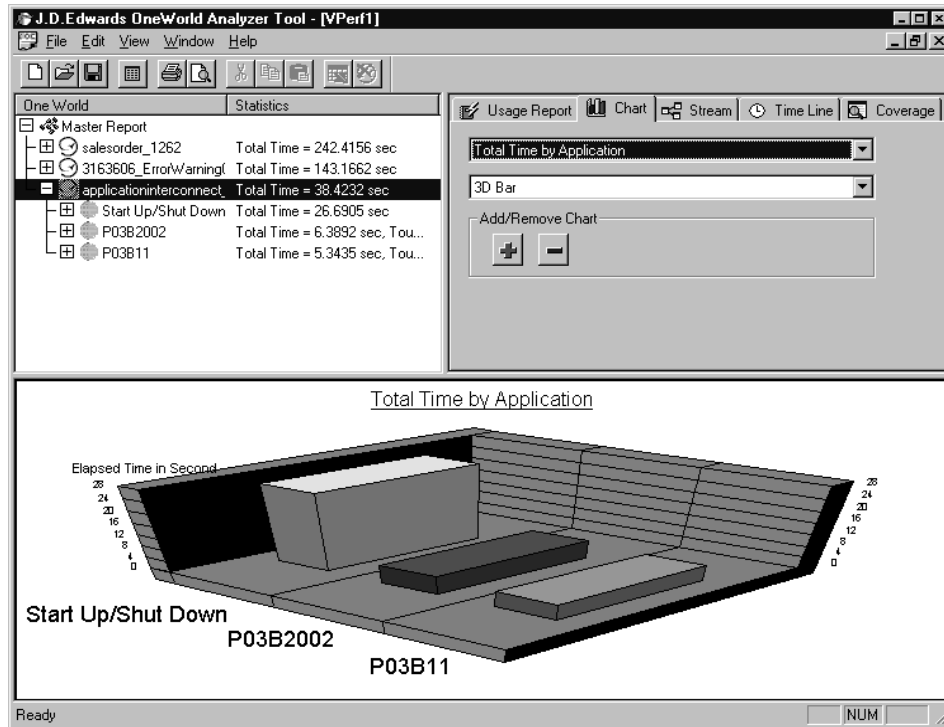 J.D.Edwards OneWorld Analyzer Tool - [VPerf1]
File Edit View Window Help
One World Statistics
Master Report
salesorder_1262 Total Time = 242.4156 sec
3163606_ErrorWarning( Total Time = 143.1662 sec
applicationinterconnect_ Total Time = 38.4232 sec
Start Up/Shut Down Total Time = 26.6905 sec
P03B2002 Total Time = 6.3892 sec, Tou...
P03B11 Total Time = 5.3435 sec, Tou...
Usage Report Chart Stream Time Line Coverage
Total Time by Application
3D Bar
Add/Remove Chart
Total Time by Application
Elapsed Time in Second
28
24
20
16
12
8
4
0
28
24
20
16
12
8
4
0
Start Up/Shut Down
P03B2002
P03B11
Ready NUM